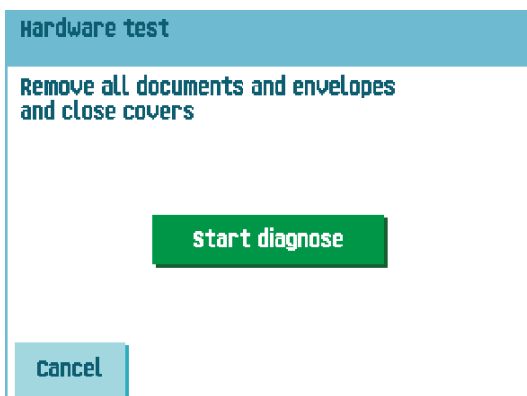 Hardware test
Remove all documents and envelopes
and close covers
Start diagnose
Cancel